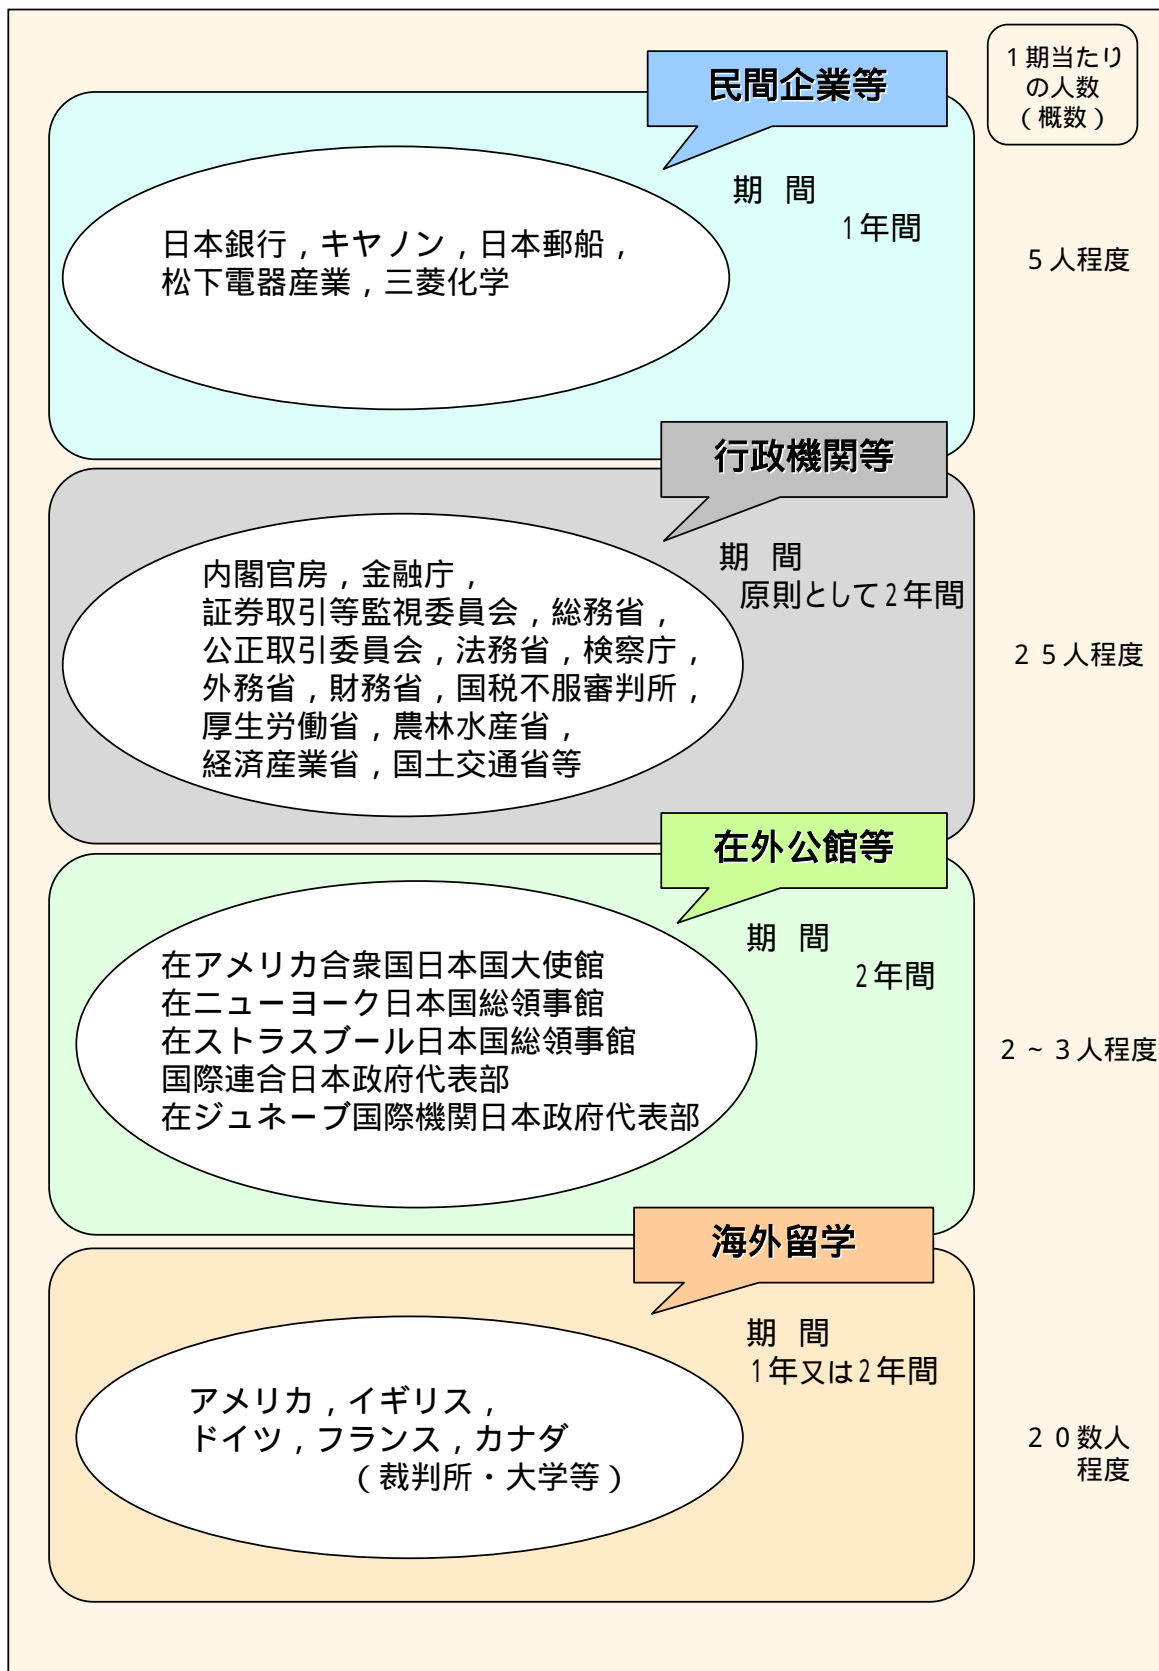 １期当たり
の人数
（概数）
民間企業等
期　間
1年間
日本銀行，キヤノン，日本郵船，
松下電器産業，三菱化学
５人程度
行政機関等
期　間
原則として2年間
内閣官房，金融庁，
証券取引等監視委員会，総務省，
公正取引委員会，法務省，検察庁，
外務省，財務省，国税不服審判所，
厚生労働省，農林水産省，
経済産業省，国土交通省等
２５人程度
在外公館等
期　間
2年間
在アメリカ合衆国日本国大使館
在ニューヨーク日本国総領事館
在ストラスブール日本国総領事館
国際連合日本政府代表部
在ジュネーブ国際機関日本政府代表部
２～３人程度
海外留学
期　間
1年又は2年間
アメリカ，イギリス，
ドイツ，フランス，カナダ
（裁判所・大学等）
２０数人
程度